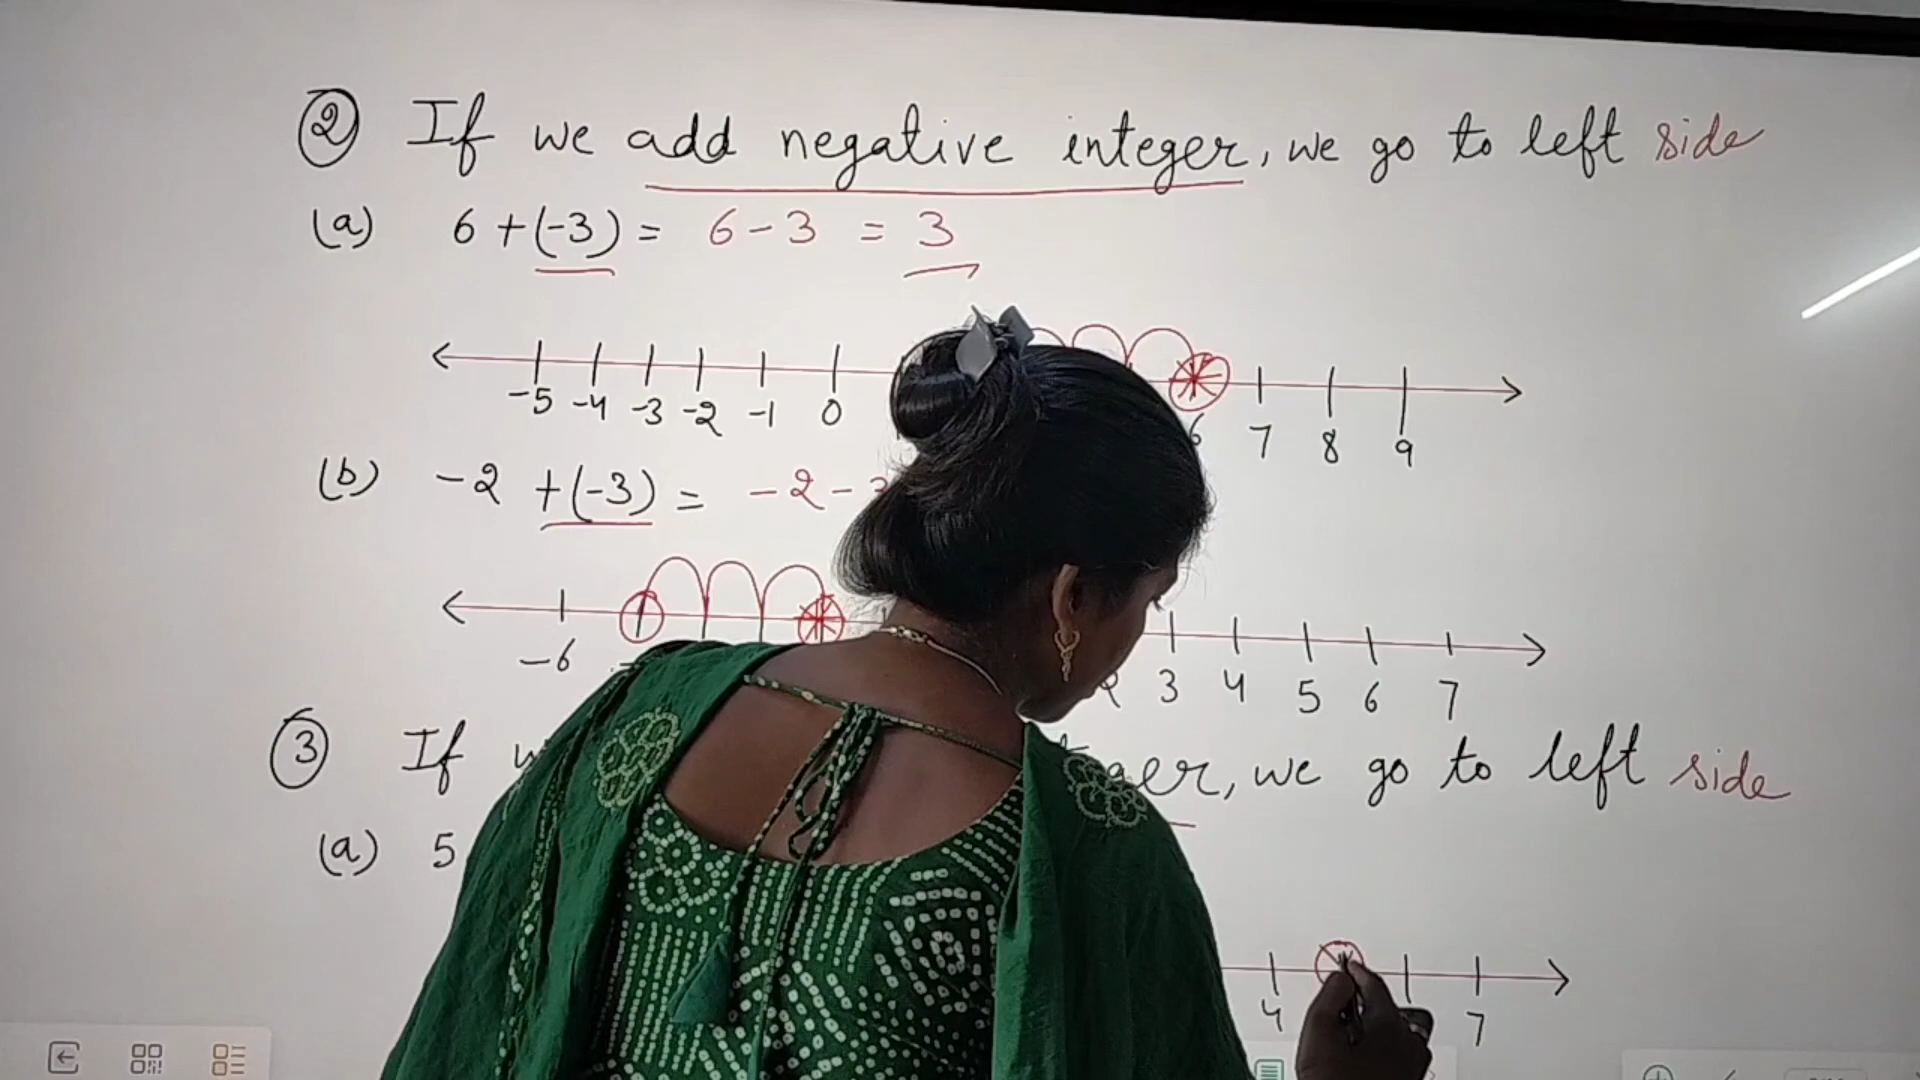 ② If we add negative integer, we go to left side
(a) 6 + (-3) = 6 - 3 = 3
-5 -4 -3 -2 -1 0 6 7 8 9
(b) -2 + (-3) = -2 -
-6 3 4 5 6 7
③ If we go to left side
(a) 5
4 7